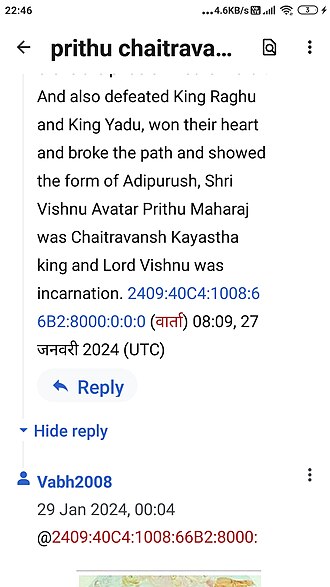 22:46
...4.6KB/s
3
prithu chaitrava...
And also defeated King Raghu
and King Yadu, won their heart
and broke the path and showed
the form of Adipurush, Shri
Vishnu Avatar Prithu Maharaj
was Chaitravansh Kayastha
king and Lord Vishnu was
incarnation. 2409:40C4:1008:6
6B2:8000:0:0:0 (वार्ता) 08:09, 27
जनवरी 2024 (UTC)
Reply
Hide reply
Vabh2008
29 Jan 2024, 00:04
@2409:40C4:1008:66B2:8000: